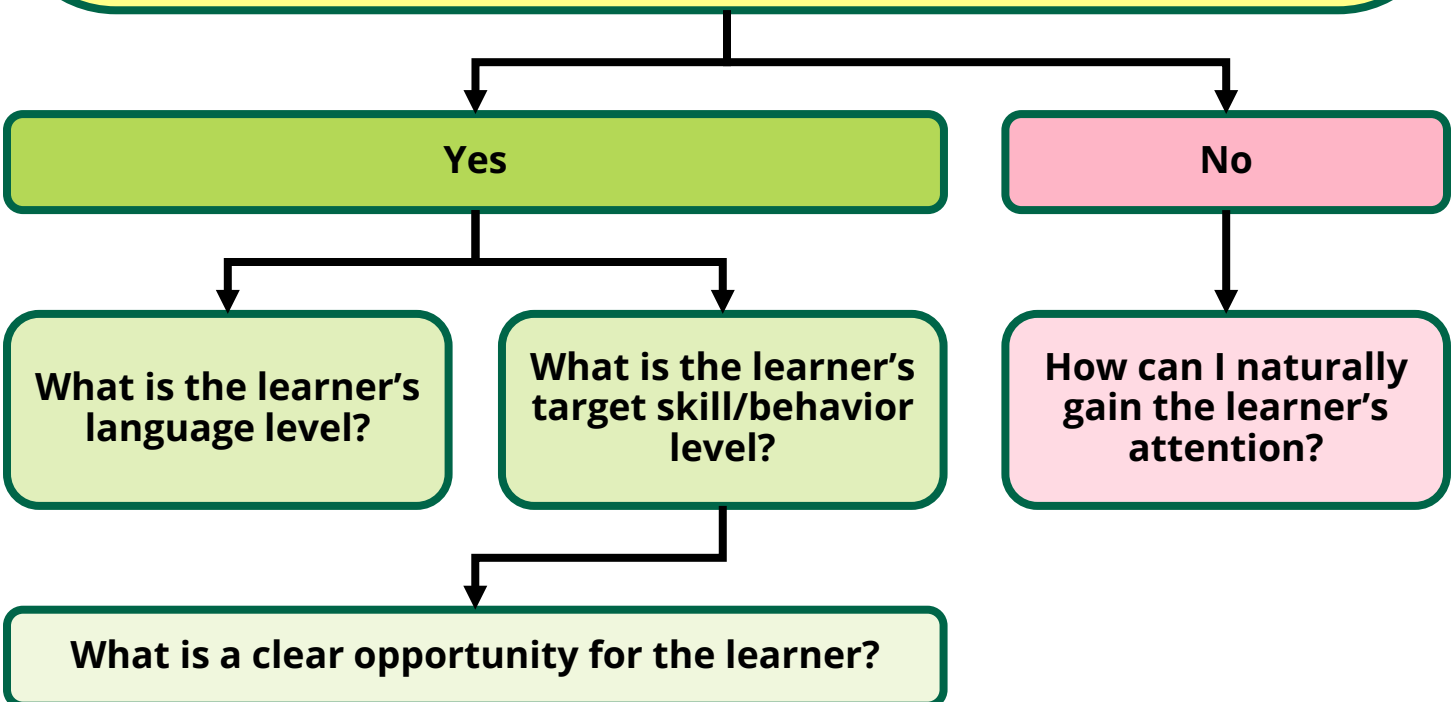 Yes
No
What is the learner’s
language level?
What is the learner’s
target skill/behavior
level?
How can I naturally
gain the learner’s
attention?
What is a clear opportunity for the learner?